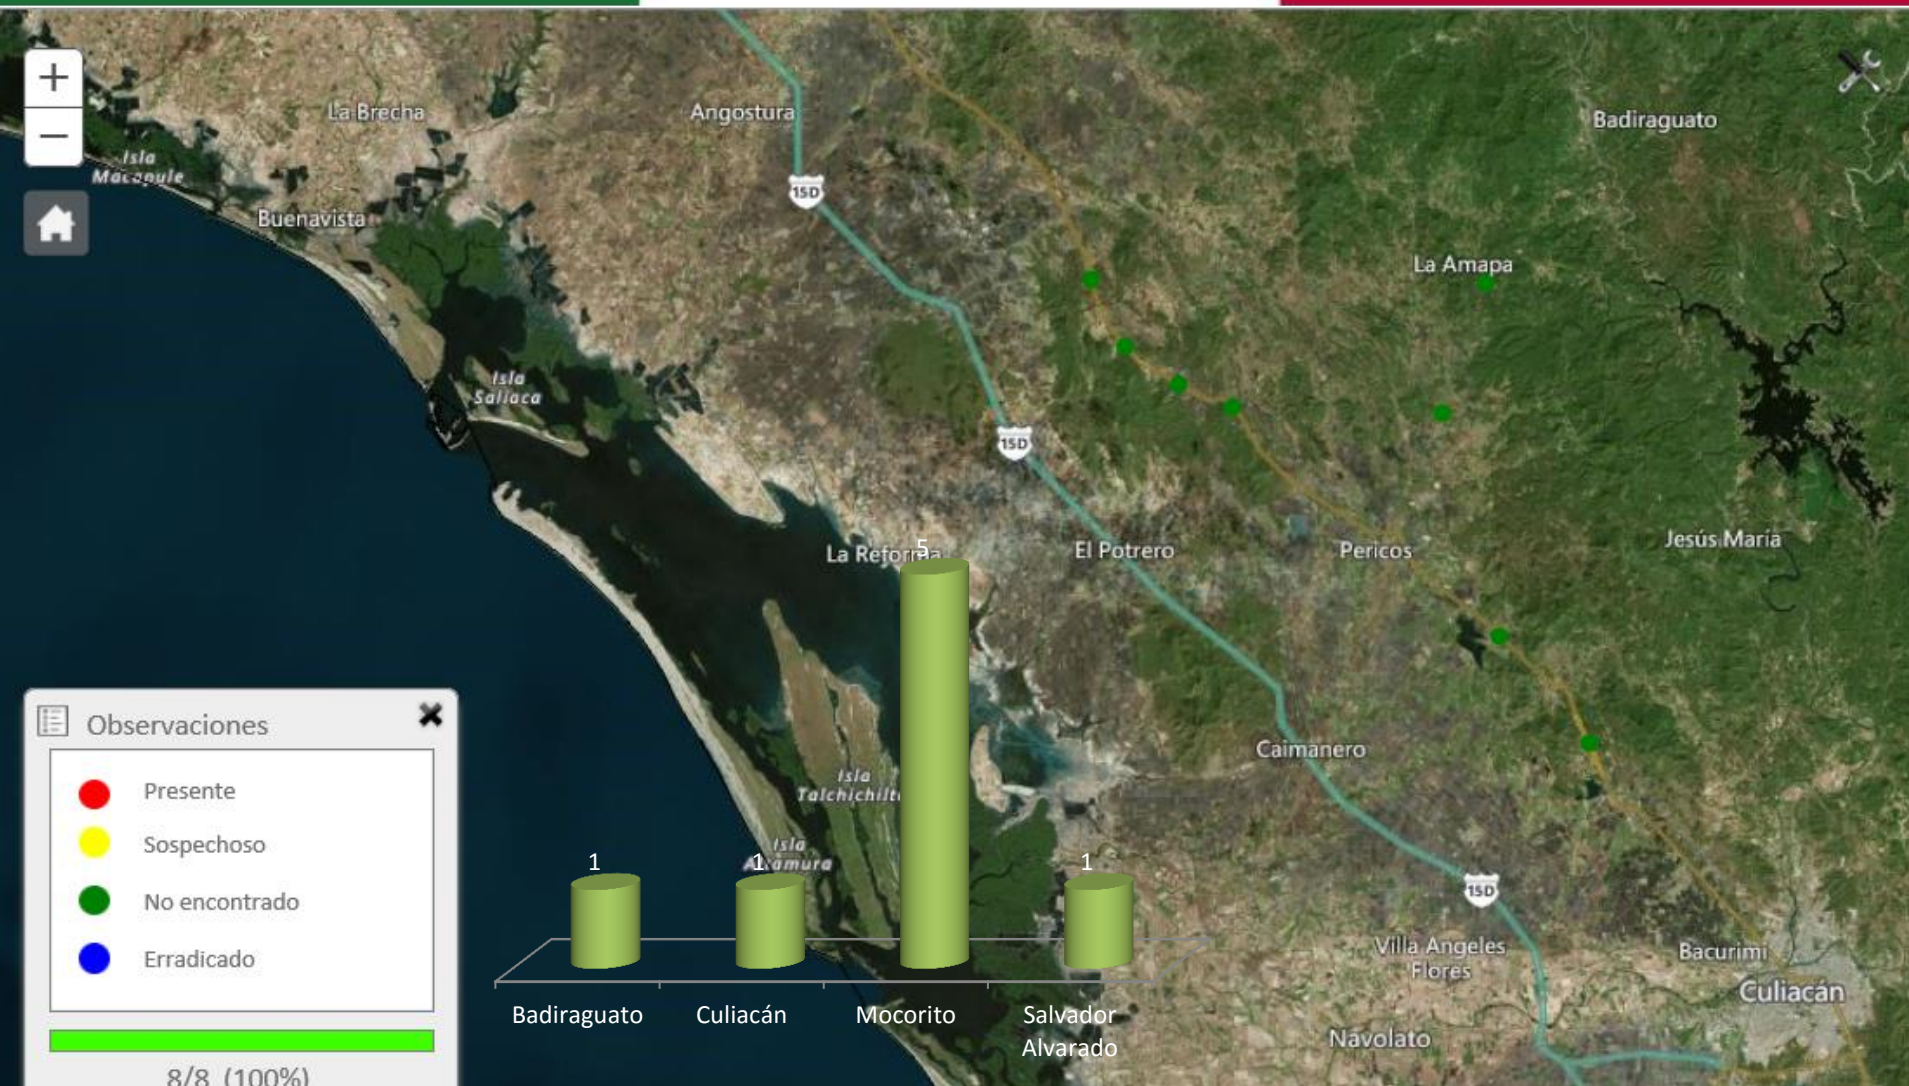 La Brecha
Angostura
Badiraguato
Isla
Macapule
15D
Buenavista
La Amapa
Isla
Saliaca
15D
La Reforma
5
El Potrero
Pericos
Jesús María
Observaciones
Presente
Sospechoso
No encontrado
Erradicado
8/8 (100%)
Caimanero
Isla
Isla
1
1
1
15D
Villa Angeles
Flores
Bacurimi
Culiacán
Navolato
Badiraguato
Culiacán
Mocorito
Salvador
Alvarado